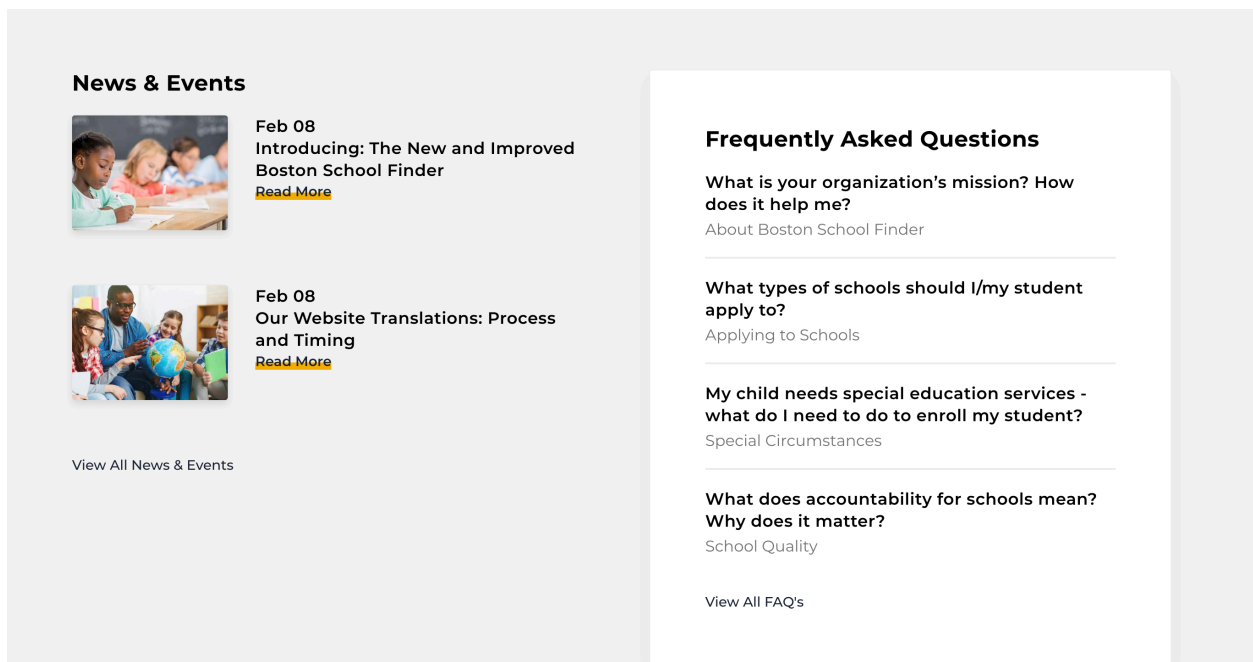 News & Events
Feb 08
Introducing: The New and Improved
Boston School Finder
Read More
Feb 08
Our Website Translations: Process
and Timing
Read More
View All News & Events
Frequently Asked Questions
What is your organization’s mission? How
does it help me?
About Boston School Finder
What types of schools should I/my student
apply to?
Applying to Schools
My child needs special education services -
what do I need to do to enroll my student?
Special Circumstances
What does accountability for schools mean?
Why does it matter?
School Quality
View All FAQ's